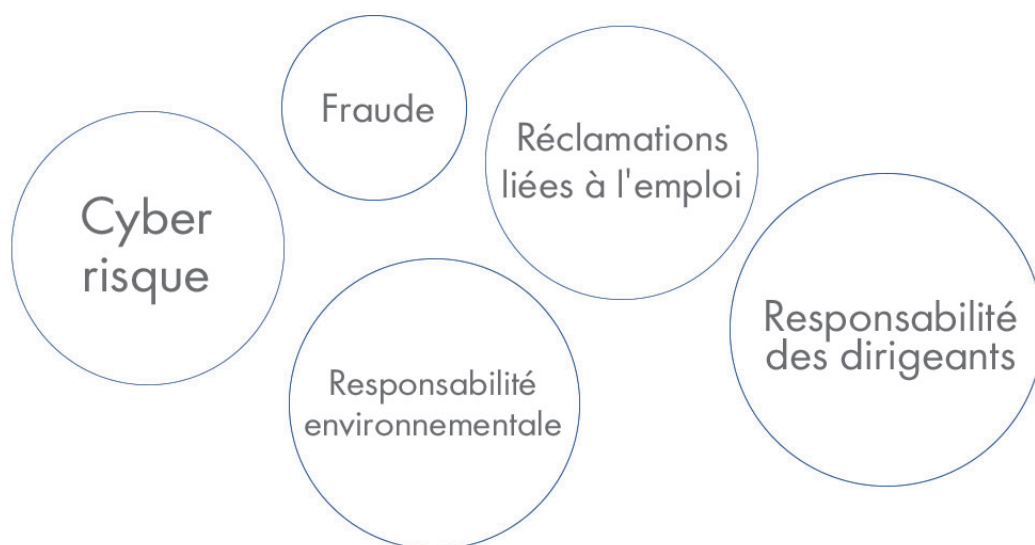 Fraude
Réclamations
liées à l'emploi
Cyber
risque
Responsabilité
des dirigeants
Responsabilité
environnementale